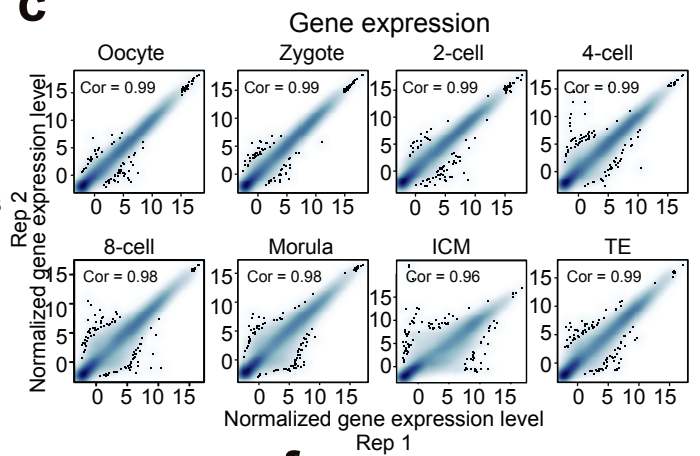 c
Gene expression
Oocyte Zygote 2-cell 4-cell
Cor = 0.99 Cor = 0.99 Cor = 0.99 Cor = 0.99
15 15 15 15
10 10 10 10
5 5 5 5
0 0 0 0
0 5 10 15 0 5 10 15 0 5 10 15 0 5 10 15
8-cell Morula ICM TE
Cor = 0.98 Cor = 0.98 Cor = 0.96 Cor = 0.99
15 15 15 15
10 10 10 10
5 5 5 5
0 0 0 0
0 5 10 15 0 5 10 15 0 5 10 15 0 5 10 15
Rep 2
Normalized gene expression level
Normalized gene expression level
Rep 1